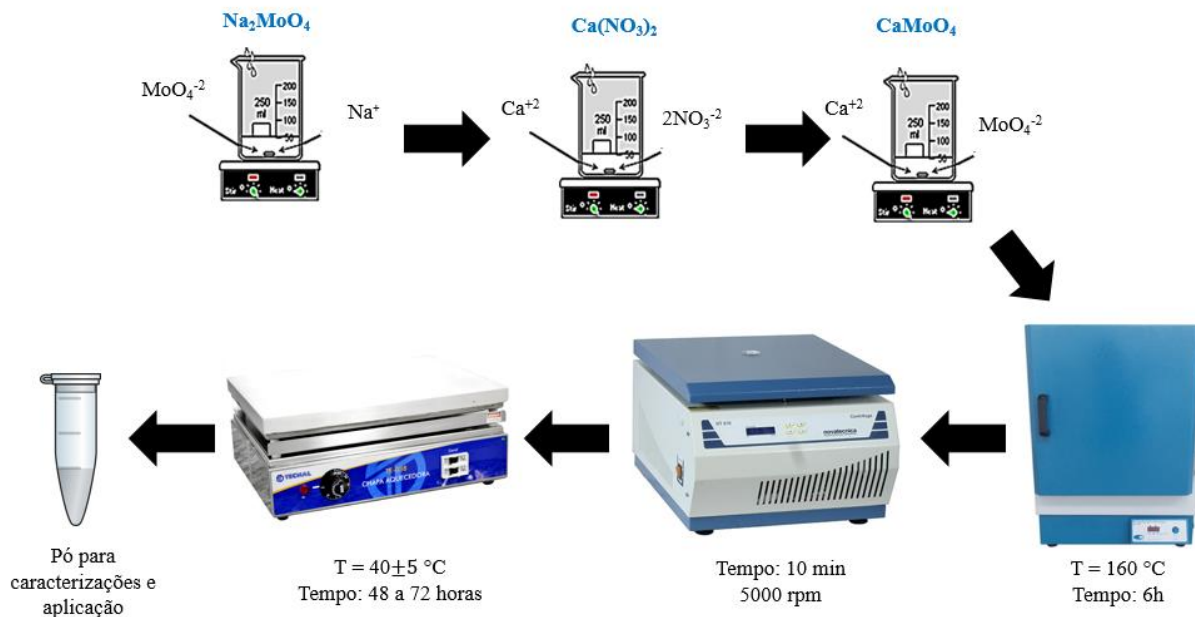 Na₂MoO₄
MoO₄⁻²
Na⁺
250
ml
200
150
100
50
Stir
Heat
Ca(NO₃)₂
Ca⁺²
2NO₃⁻²
250
ml
200
150
100
50
Stir
Heat
CaMoO₄
Ca⁺²
MoO₄⁻²
250
ml
200
150
100
50
Stir
Heat
T = 160 °C
Tempo: 6h
Centrífuga
novatecnica
Tempo: 10 min
5000 rpm
TECNAL
CHAPA AQUECEDORA
T = 40±5 °C
Tempo: 48 a 72 horas
Pó para
caracterizações e
aplicação